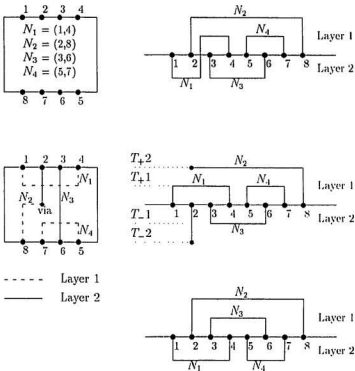 1 2 3 4
N₁ = (1,4)
N₂ = (2,8)
N₃ = (3,6)
N₄ = (5,7)
8 7 6 5
N₂
N₄
Layer 1
Layer 2
1 2 3 4 5 6 7 8
N₁ N₃
1 2 3 4
N₁
N₂ N₃
via
N₄
8 7 6 5
Layer 1
Layer 2
T₊2
T₊1
N₂
N₁ N₄
Layer 1
Layer 2
1 2 3 4 5 6 7 8
T₋1
T₋2
N₃
N₂
N₃
Layer 1
Layer 2
1 2 3 4 5 6 7 8
N₁ N₄